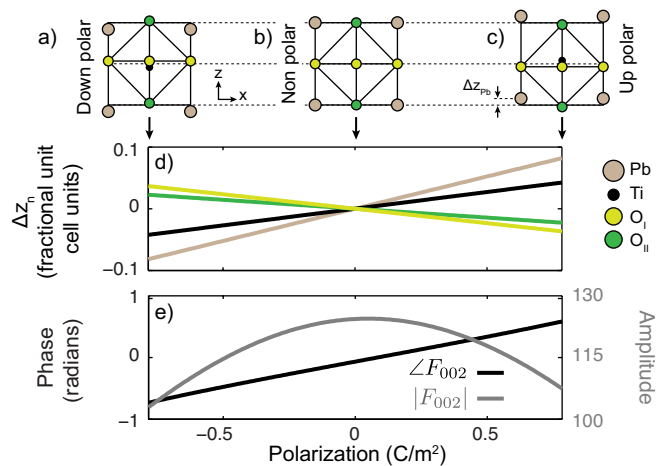 a)
Down polar
z
x
b)
Non polar
c)
Up polar
Δz_Pb
d)
Δz_n
(fractional unit
cell units)
0.1
0
−0.1
Pb
Ti
O_I
O_II
e)
Phase
(radians)
1
0
−1
∠F_002
|F_002|
130
115
100
Amplitude
−0.5
0
0.5
Polarization (C/m²)